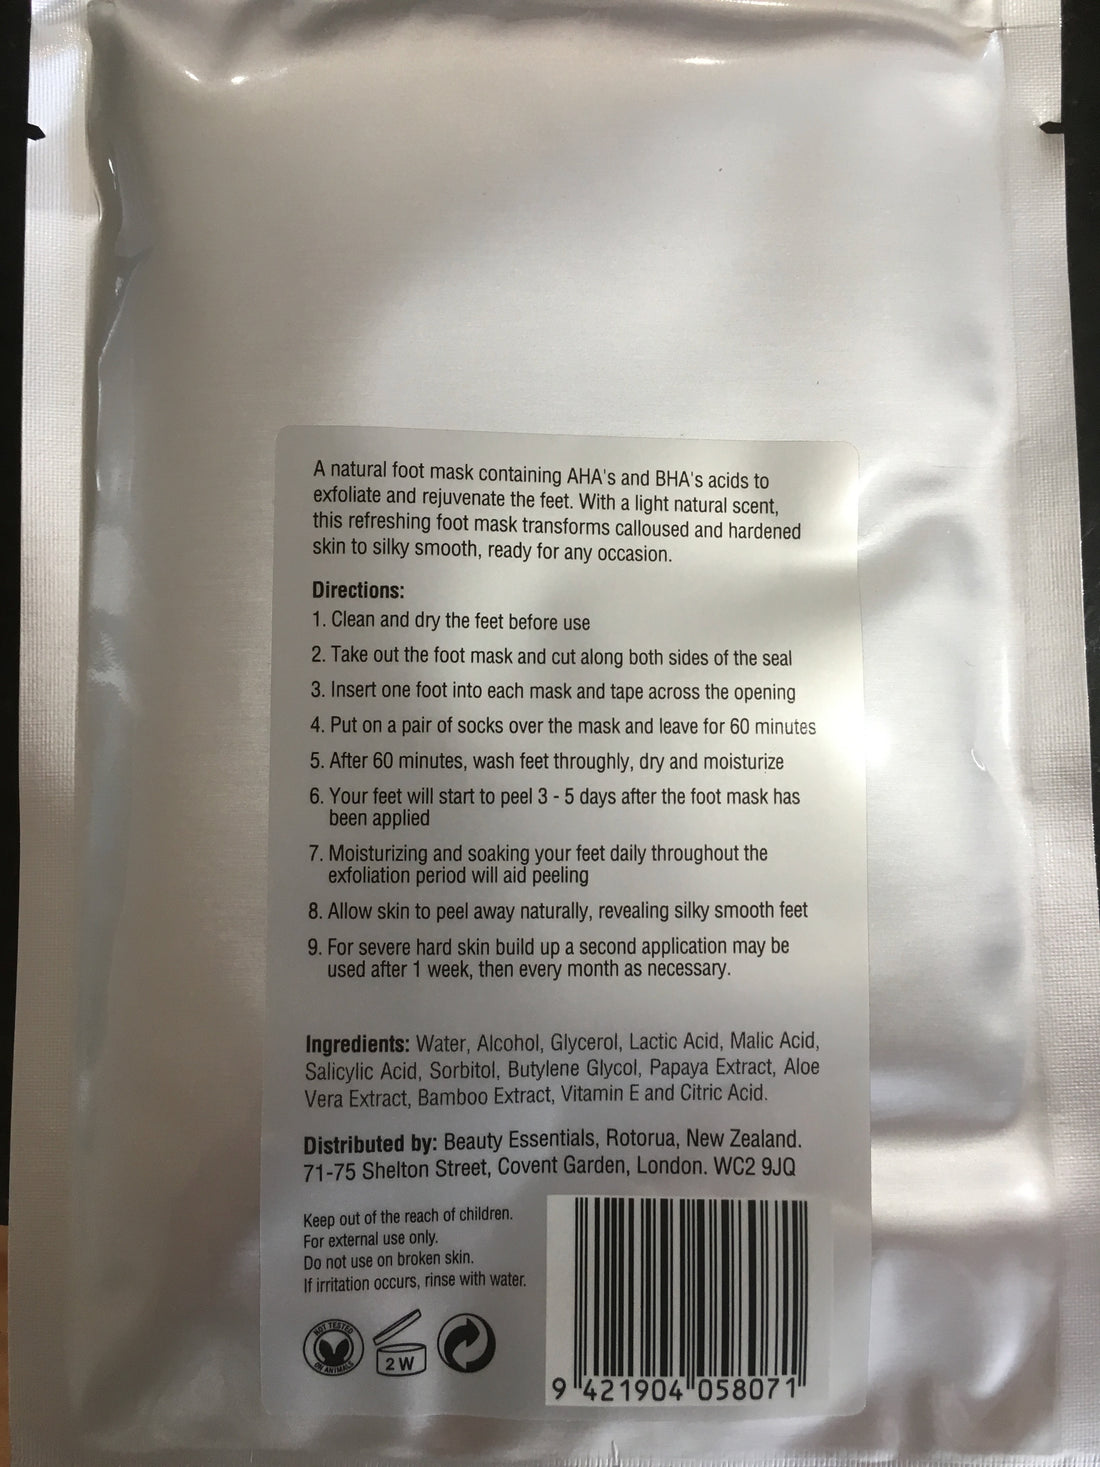 A natural foot mask containing AHA's and BHA's acids to
exfoliate and rejuvenate the feet. With a light natural scent,
this refreshing foot mask transforms calloused and hardened
skin to silky smooth, ready for any occasion.
Directions:
1. Clean and dry the feet before use
2. Take out the foot mask and cut along both sides of the seal
3. Insert one foot into each mask and tape across the opening
4. Put on a pair of socks over the mask and leave for 60 minutes
5. After 60 minutes, wash feet throughly, dry and moisturize
6. Your feet will start to peel 3 - 5 days after the foot mask has
been applied
7. Moisturizing and soaking your feet daily throughout the
exfoliation period will aid peeling
8. Allow skin to peel away naturally, revealing silky smooth feet
9. For severe hard skin build up a second application may be
used after 1 week, then every month as necessary.
Ingredients: Water, Alcohol, Glycerol, Lactic Acid, Malic Acid,
Salicylic Acid, Sorbitol, Butylene Glycol, Papaya Extract, Aloe
Vera Extract, Bamboo Extract, Vitamin E and Citric Acid.
Distributed by: Beauty Essentials, Rotorua, New Zealand.
71-75 Shelton Street, Covent Garden, London. WC2 9JQ
Keep out of the reach of children.
For external use only.
Do not use on broken skin.
If irritation occurs, rinse with water.
NOT TESTED
ON ANIMALS
2 W
9 421904 058071